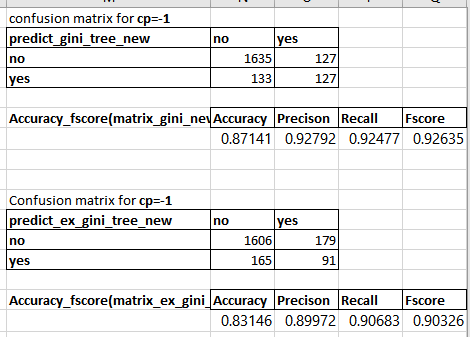 confusion matrix for cp=-1
predict_gini_tree_new no yes
no 1635 127
yes 133 127
Accuracy_fscore(matrix_gini_nev Accuracy Precison Recall Fscore
0.87141 0.92792 0.92477 0.92635
Confusion matrix for cp=-1
predict_ex_gini_tree_new no yes
no 1606 179
yes 165 91
Accuracy_fscore(matrix_ex_gini_ Accuracy Precison Recall Fscore
0.83146 0.89972 0.90683 0.90326